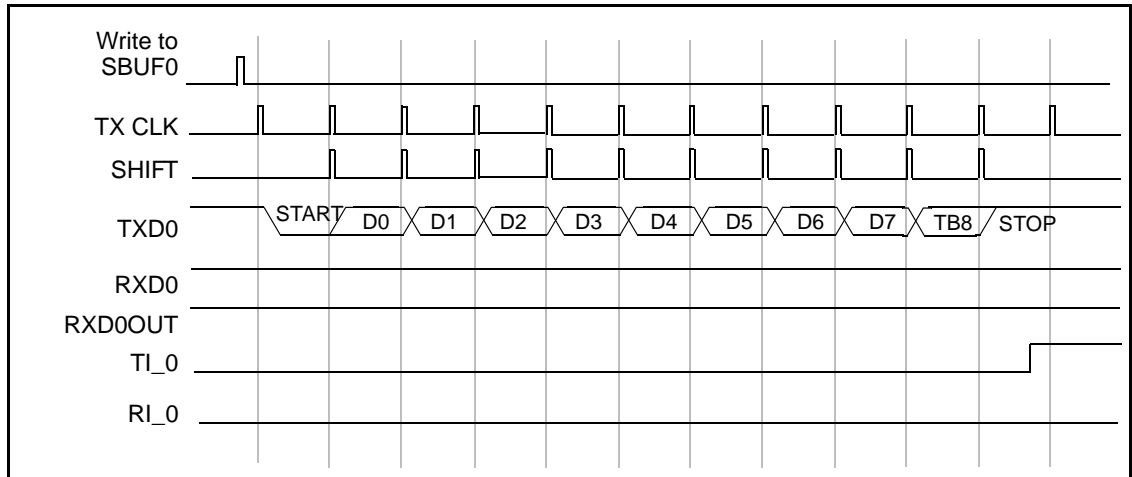 Write to
SBUF0
TX CLK
SHIFT
TXD0 START D0 D1 D2 D3 D4 D5 D6 D7 TB8 STOP
RXD0
RXD0OUT
TI_0
RI_0